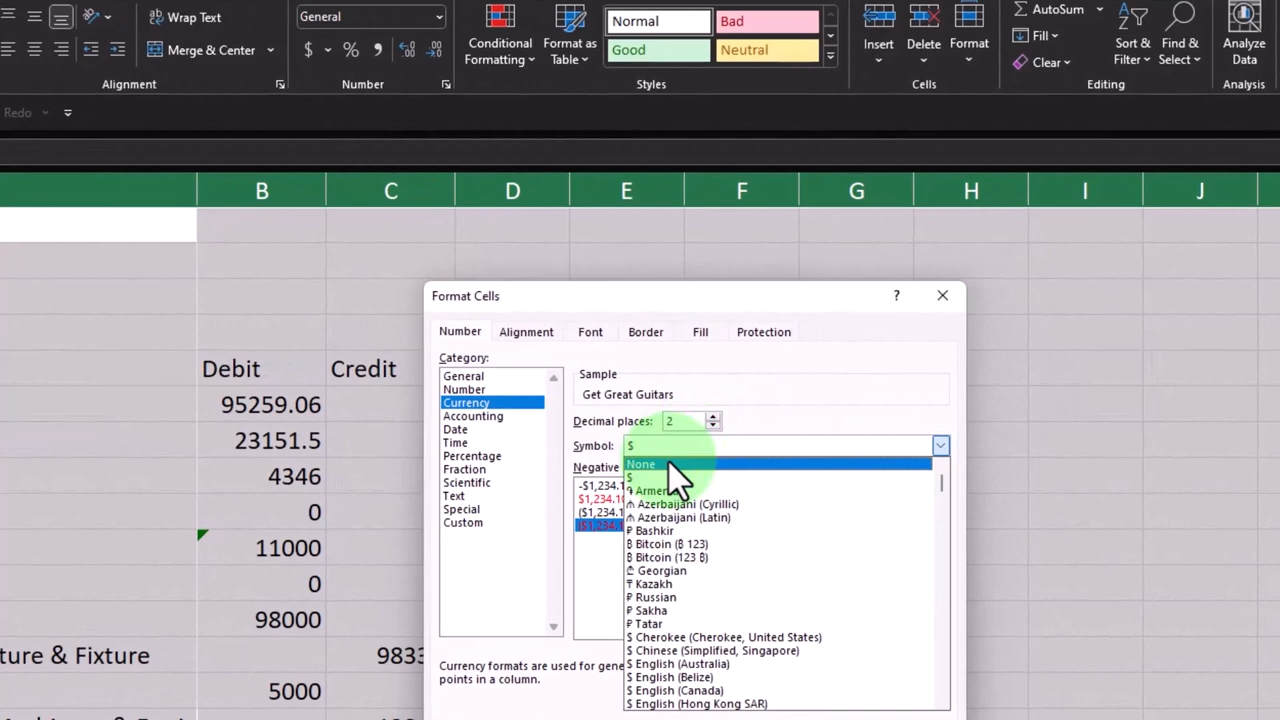 Wrap Text
General
Merge & Center
$ % ,
Conditional
Formatting
Format as
Table
Normal
Bad
Good
Neutral
Insert
Delete
Format
AutoSum
Fill
Clear
Sort &
Filter
Find &
Select
Analyze
Data
Alignment
Number
Styles
Cells
Editing
Analysis
Redo
B C D E F G H I J
Debit Credit
95259.06
23151.5
4346
0
11000
0
98000
ture & Fixture
5000
Format Cells
?
Number Alignment Font Border Fill Protection
Category:
General
Number
Currency
Accounting
Date
Time
Percentage
Fraction
Scientific
Text
Special
Custom
Sample
Get Great Guitars
Decimal places: 2
Symbol: $
Negative
None
$
Azerbaijani (Cyrillic)
Azerbaijani (Latin)
₽ Bashkir
₿ Bitcoin (₿ 123)
₿ Bitcoin (123 ₿)
₾ Georgian
₸ Kazakh
₽ Russian
₽ Sakha
₽ Tatar
$ Cherokee (Cherokee, United States)
$ Chinese (Simplified, Singapore)
$ English (Australia)
$ English (Belize)
$ English (Canada)
$ English (Hong Kong SAR)
Currency formats are used for
points in a column.